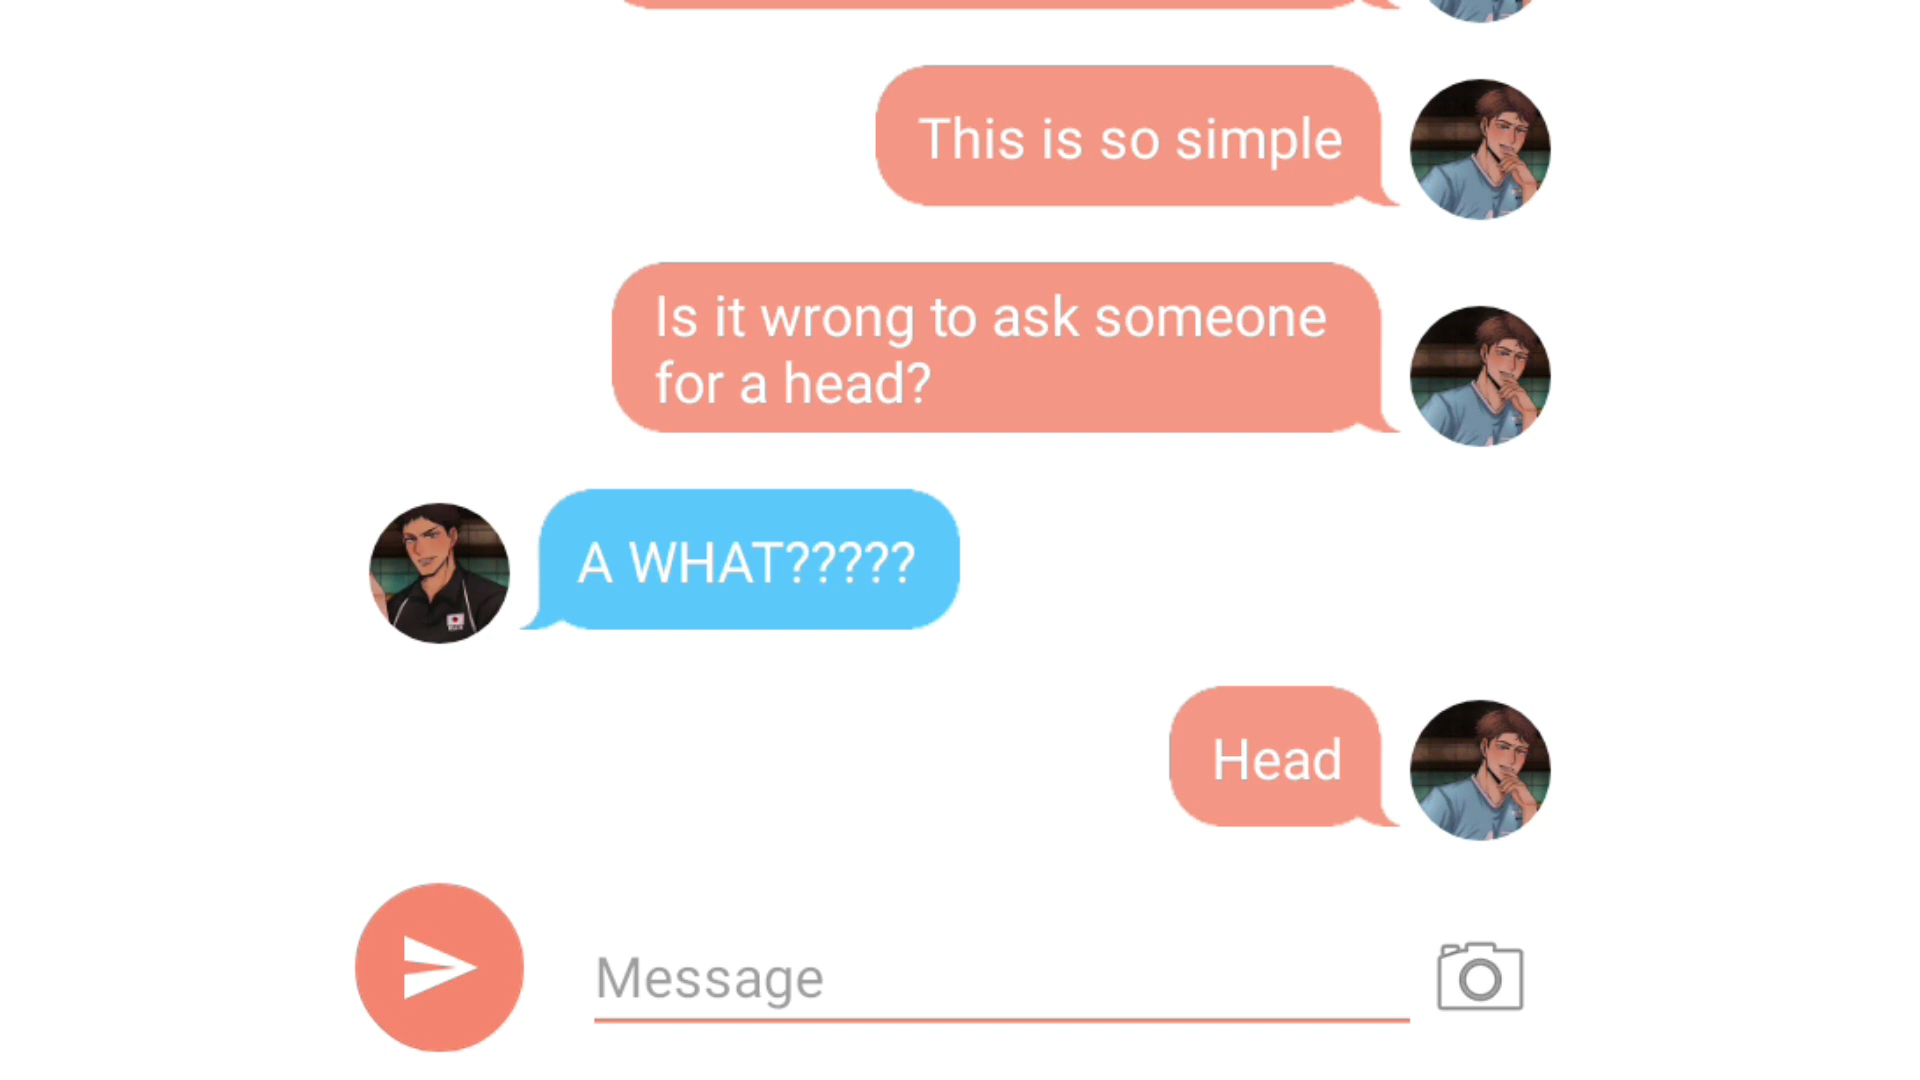 This is so simple
Is it wrong to ask someone
for a head?
A WHAT?????
Head
Message